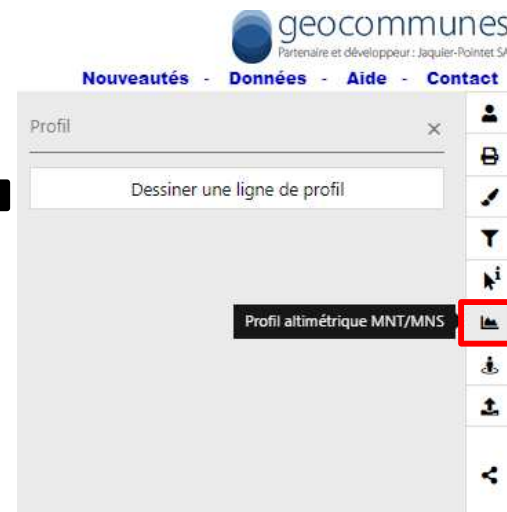 geocommunes
Partenaire et développeur : Jaquier-Pointet SA
Nouveautés - Données - Aide - Contact
Profil ×
Dessiner une ligne de profil
Profil altimétrique MNT/MNS